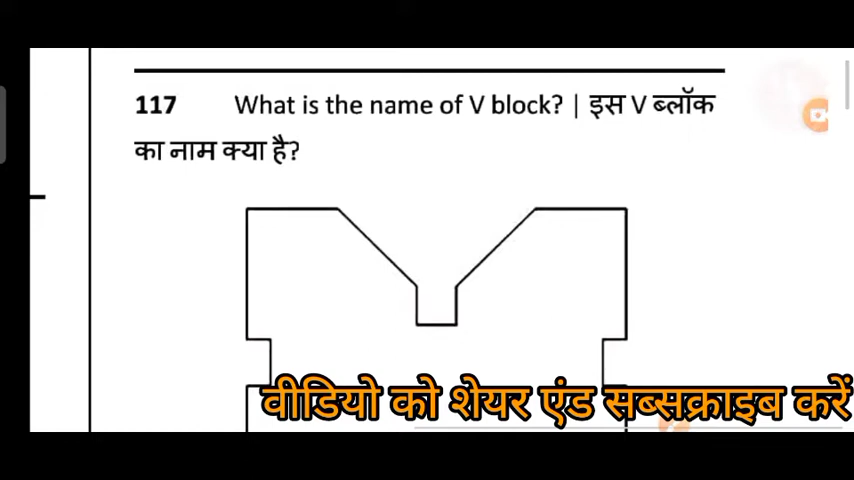 117 What is the name of V block? | इस V ब्लॉक
का नाम क्या है?
वीडियो को शेयर एंड सब्सक्राइब करें